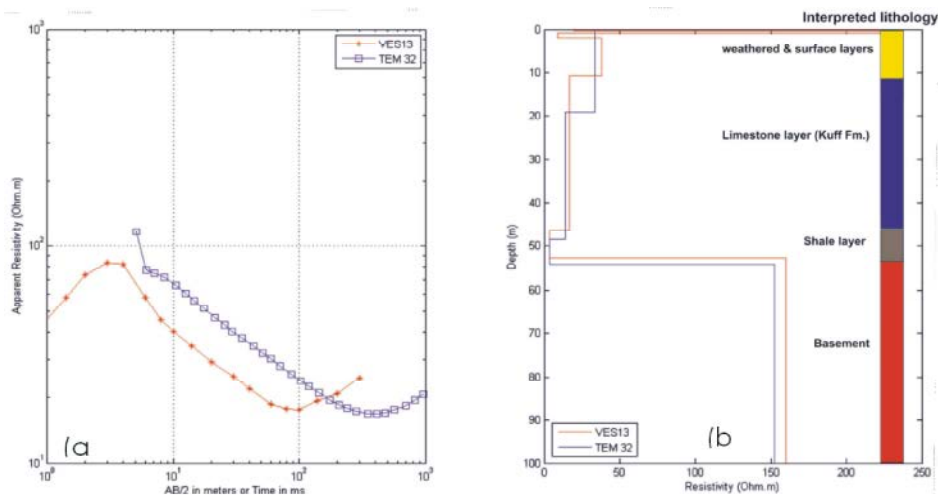 10³
10²
10¹
Apparent Resistivity (Ohm.m)
VES13
TEM 32
(a
10⁰
10¹
10²
10³
AB/2 in meters or Time in ms
Interpreted lithology
0
10
20
30
40
50
60
70
80
90
100
Depth (m)
weathered & surface layers
Limestone layer (Kuff Fm.)
Shale layer
Basement
VES13
TEM 32
(b)
0
50
100
150
200
250
Resistivity (Ohm.m)